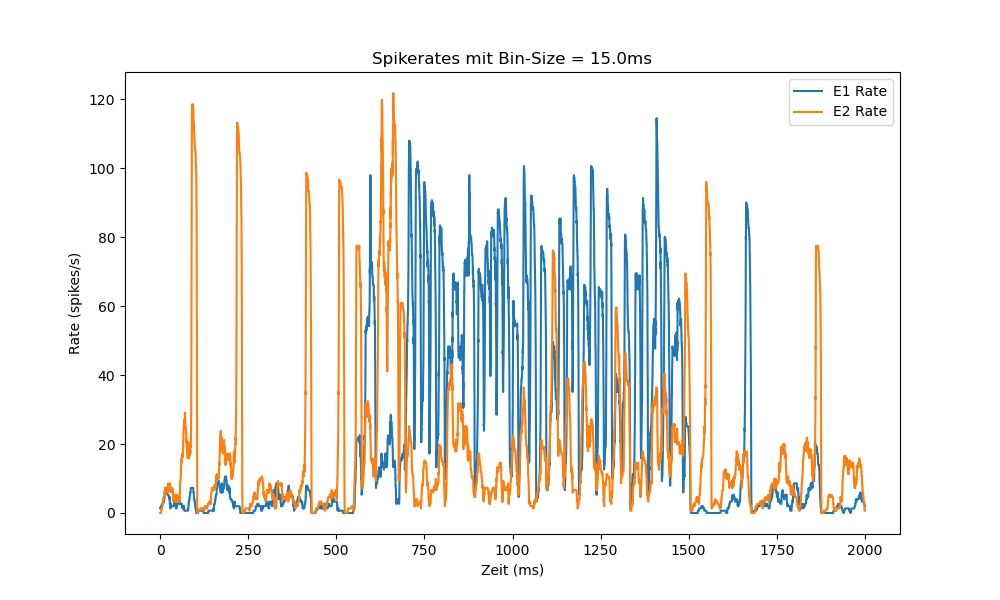 Spikerates mit Bin-Size = 15.0ms
E1 Rate
E2 Rate
120
100
80
60
40
20
0
Rate (spikes/s)
0 250 500 750 1000 1250 1500 1750 2000
Zeit (ms)